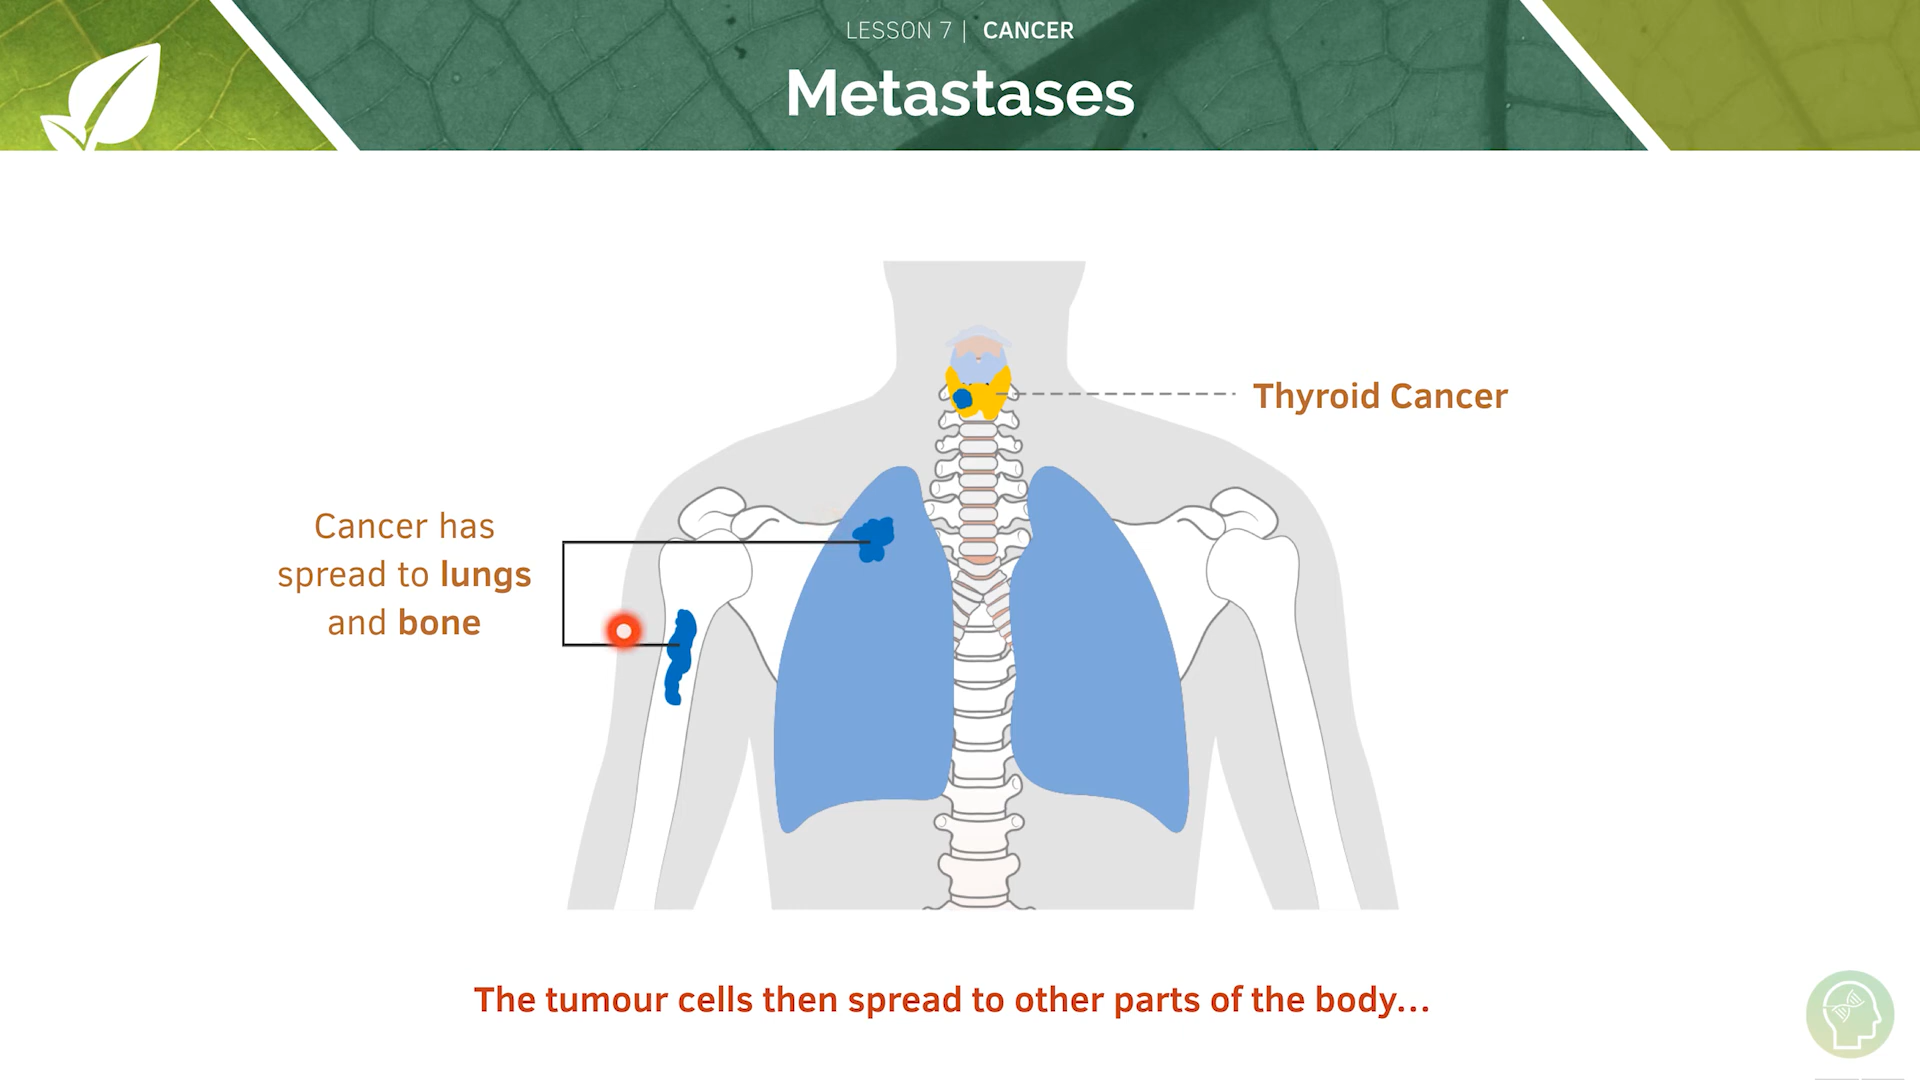 LESSON 7 | CANCER
Metastases
Thyroid Cancer
Cancer has
spread to lungs
and bone
The tumour cells then spread to other parts of the body...